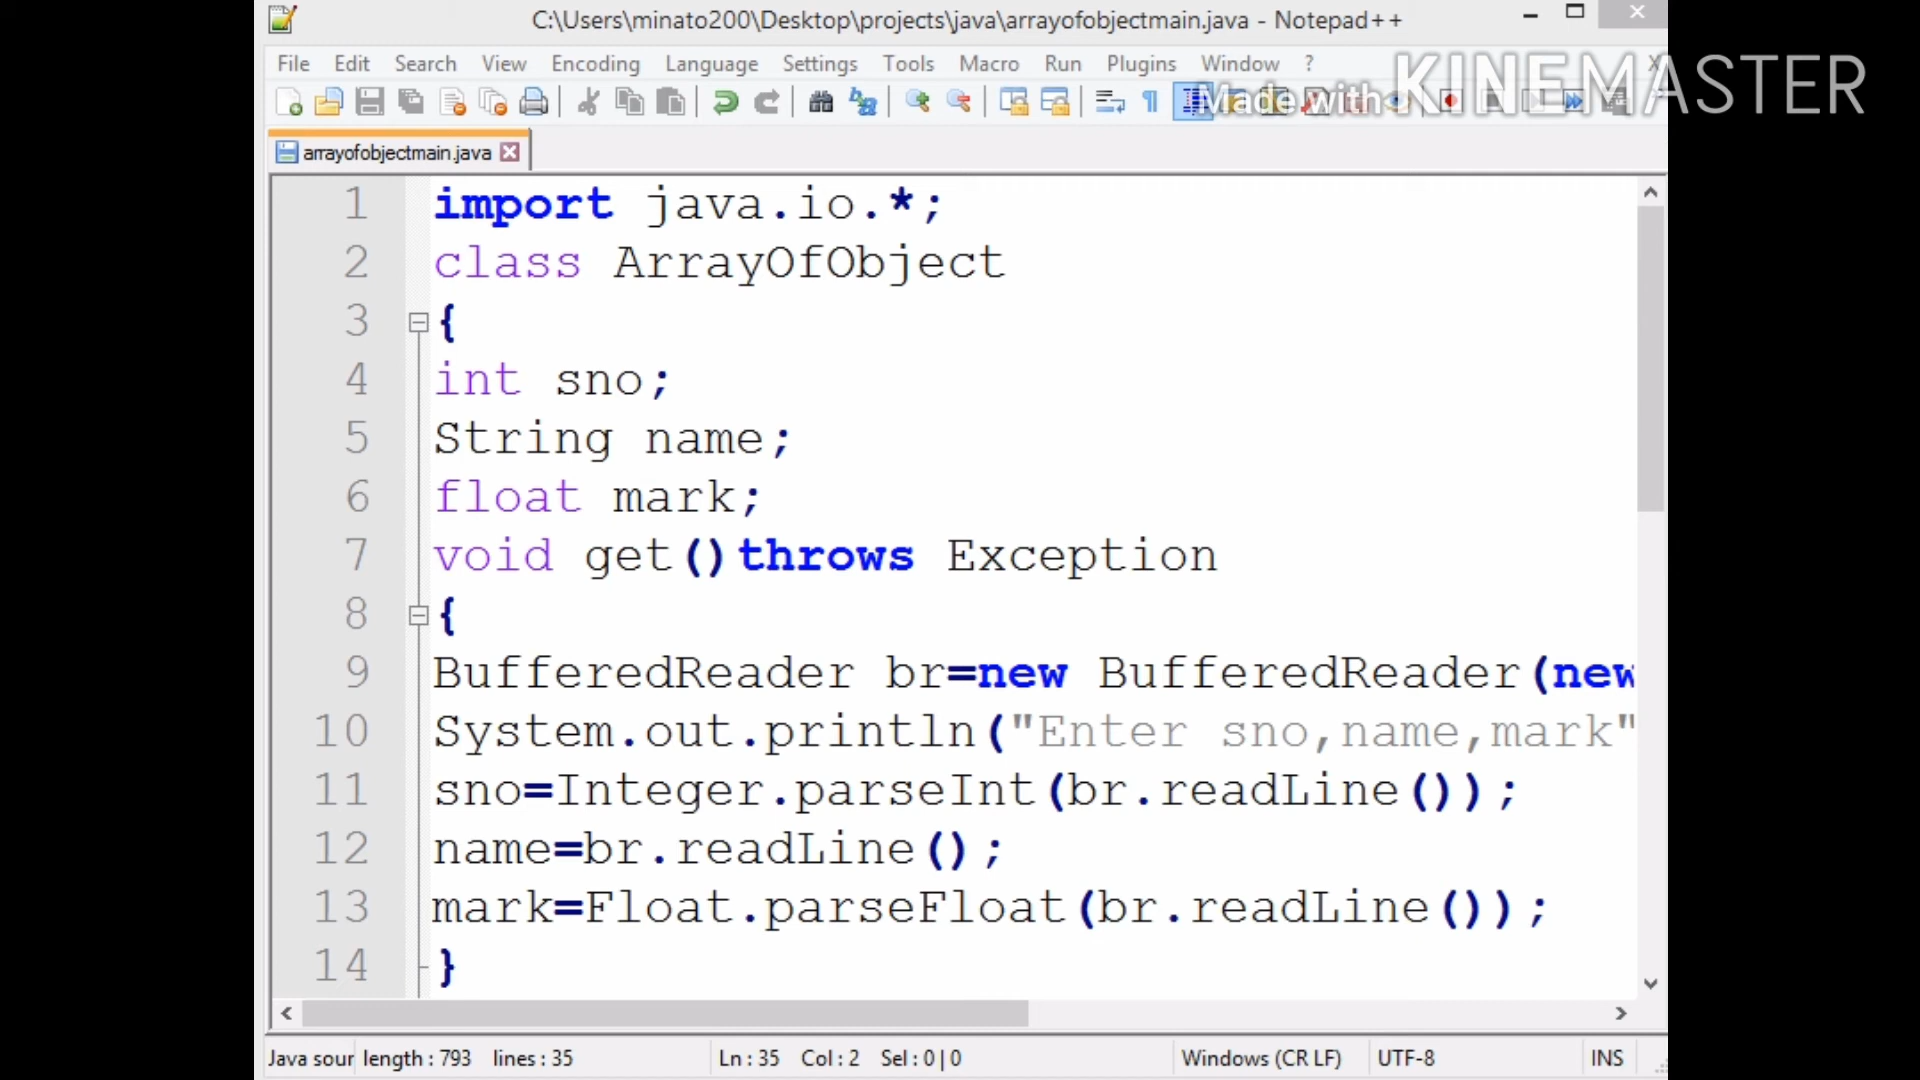 C:\Users\minato200\Desktop\projects\java\arrayofobjectmain.java - Notepad++
File Edit Search View Encoding Language Settings Tools Macro Run Plugins Window ?
Made with KINEMASTER
arrayofobjectmain.java
1 import java.io.*;
2 class ArrayOfObject
3 {
4 int sno;
5 String name;
6 float mark;
7 void get()throws Exception
8 {
9 BufferedReader br=new BufferedReader(new
10 System.out.println("Enter sno,name,mark"
11 sno=Integer.parseInt(br.readLine());
12 name=br.readLine();
13 mark=Float.parseFloat(br.readLine());
14 }
Java sour length : 793 lines : 35 Ln : 35 Col : 2 Sel : 0 | 0 Windows (CR LF) UTF-8 INS